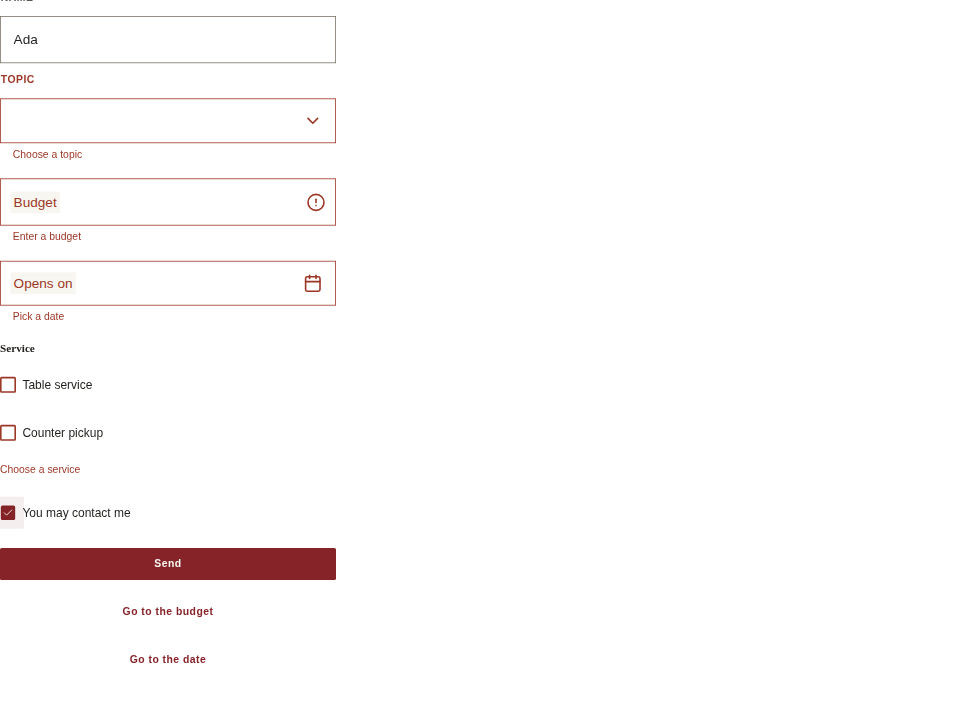 NAME
Ada
TOPIC
Choose a topic
Budget
Enter a budget
Opens on
Pick a date
Service
Table service
Counter pickup
Choose a service
You may contact me
Send
Go to the budget
Go to the date